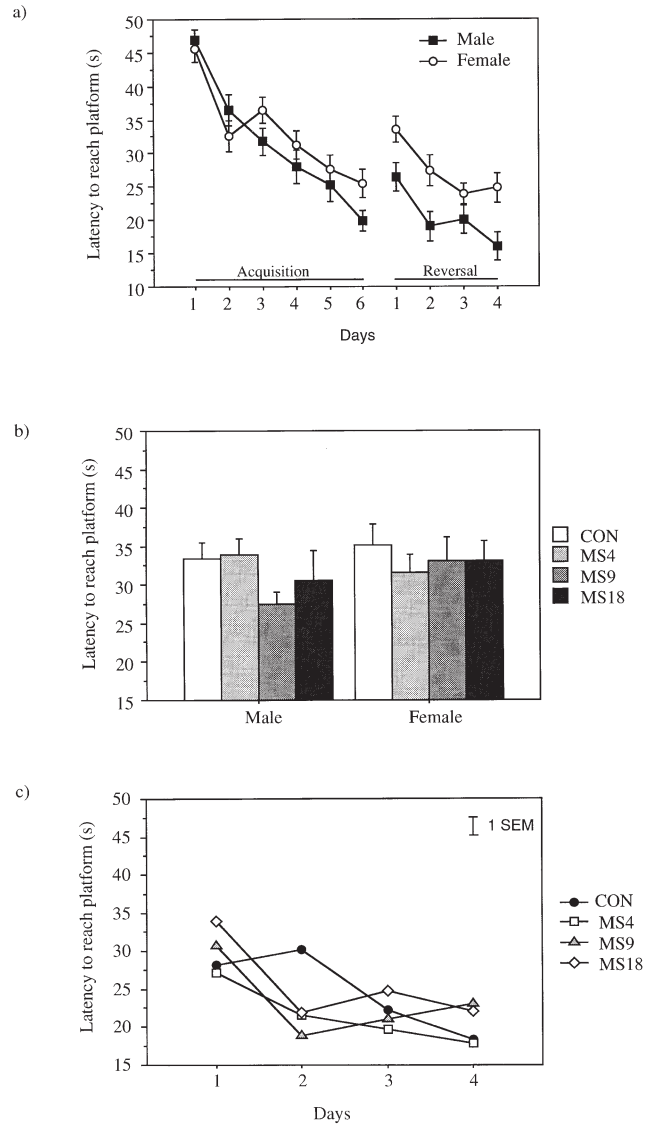 a)
Latency to reach platform (s)
50
45
40
35
30
25
20
15
10
Male
Female
Acquisition
Reversal
1 2 3 4 5 6 1 2 3 4
Days
b)
Latency to reach platform (s)
50
45
40
35
30
25
20
15
CON
MS4
MS9
MS18
Male Female
c)
Latency to reach platform (s)
50
45
40
35
30
25
20
15
1 SEM
CON
MS4
MS9
MS18
1 2 3 4
Days